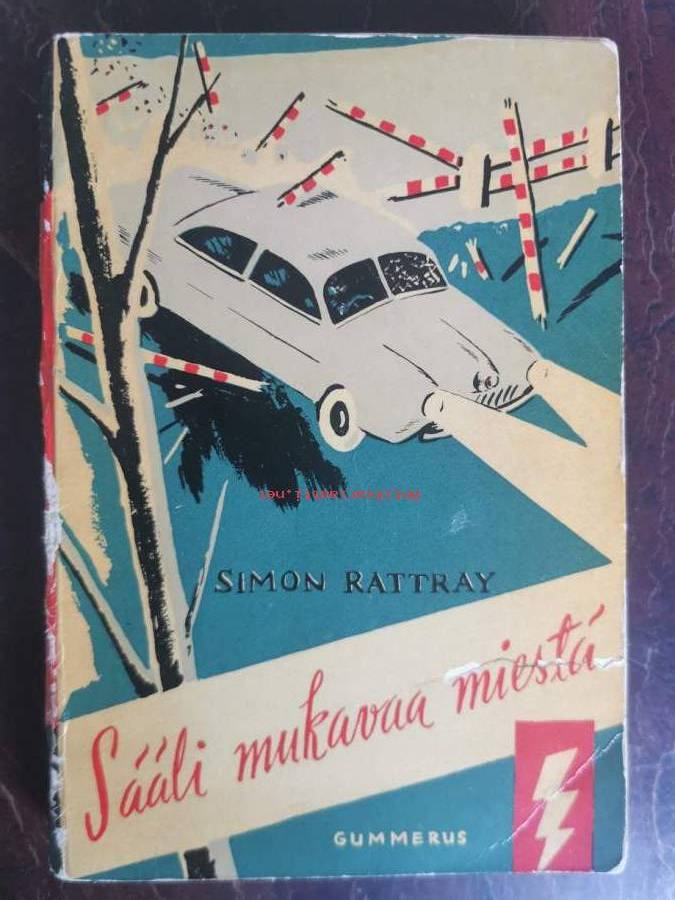 SIMON RATTRAY
Sääli mukavaa miestä
GUMMERUS